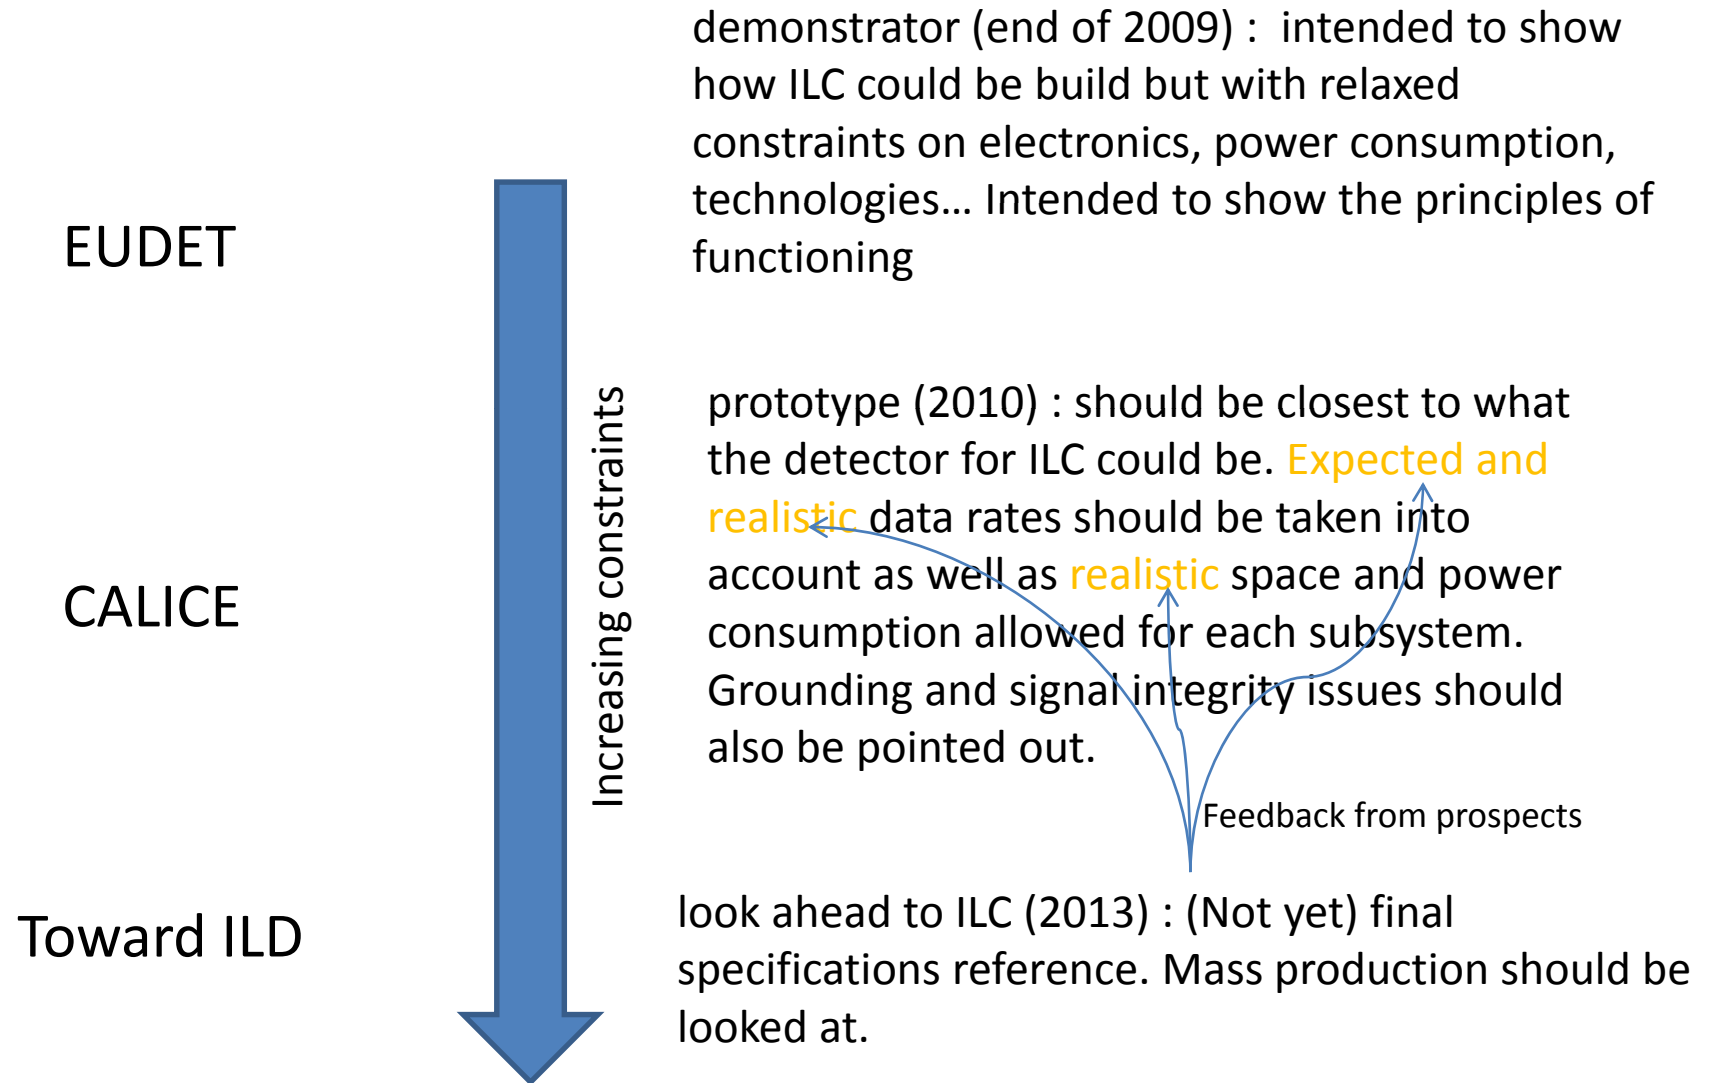 demonstrator (end of 2009) : intended to show
how ILC could be build but with relaxed
constraints on electronics, power consumption,
technologies… Intended to show the principles of
functioning
EUDET
Increasing constraints
prototype (2010) : should be closest to what
the detector for ILC could be. Expected and
realistic data rates should be taken into
account as well as realistic space and power
consumption allowed for each subsystem.
Grounding and signal integrity issues should
also be pointed out.
CALICE
Feedback from prospects
look ahead to ILC (2013) : (Not yet) final
specifications reference. Mass production should be
looked at.
Toward ILD